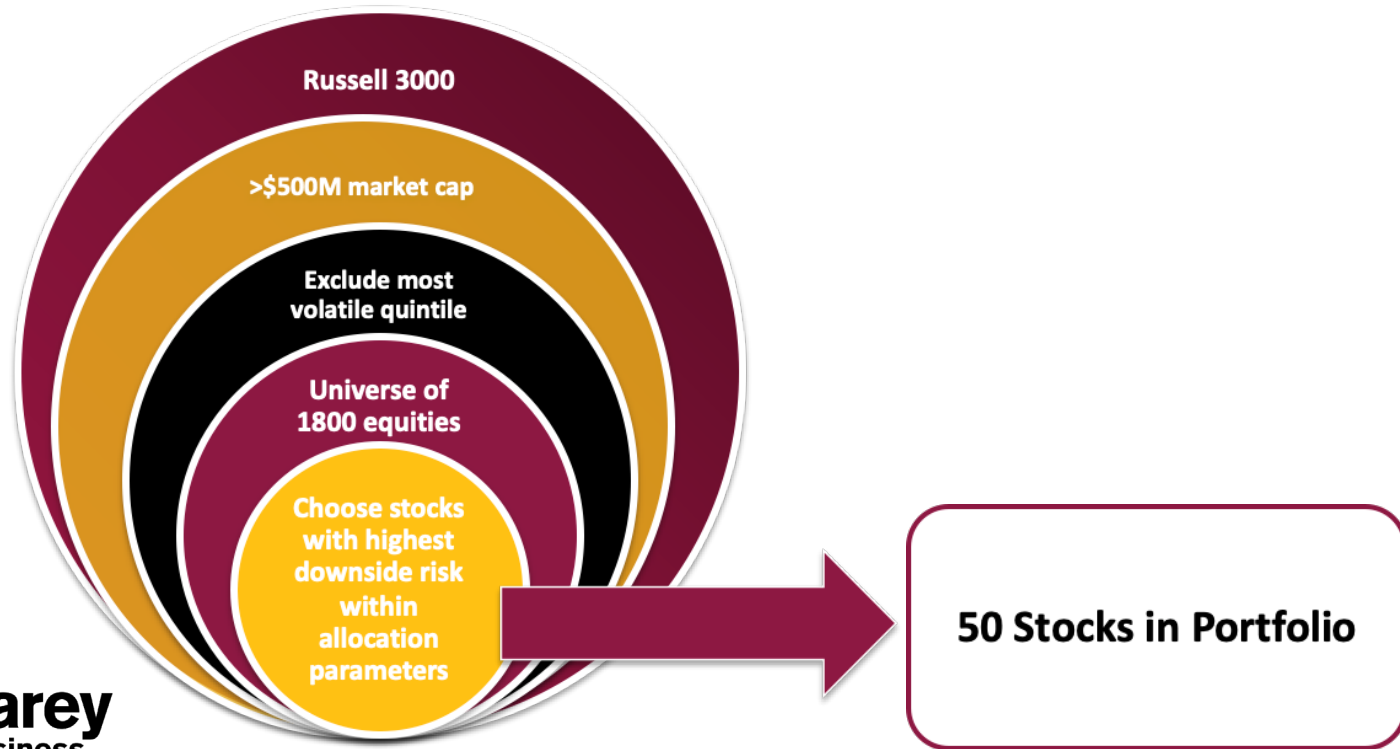 Russell 3000
>$500M market cap
Exclude most
volatile quintile
Universe of
1800 equities
Choose stocks
with highest
downside risk
within
allocation
parameters
50 Stocks in Portfolio
arey